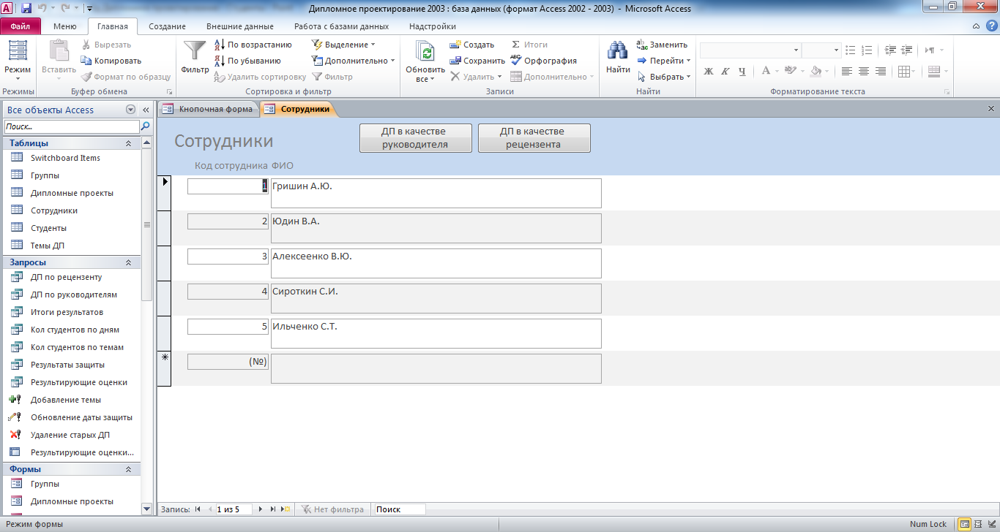 Дипломное проектирование 2003 : база данных (формат Access 2002 - 2003) - Microsoft Access
Файл Меню Главная Создание Внешние данные Работа с базами данных Надстройки
Режим
Режимы
Вставить
Вырезать
Копировать
Формат по образцу
Буфер обмена
Фильтр
По возрастанию
По убыванию
Удалить сортировку
Выделение
Дополнительно
Фильтр
Сортировка и фильтр
Обновить
все
Создать
Сохранить
Удалить
Итоги
Орфография
Дополнительно
Записи
Найти
Заменить
Перейти
Выбрать
Найти
Ж К Ч
А
Форматирование текста
Все объекты Access
Поиск...
Таблицы
Switchboard Items
Группы
Дипломные проекты
Сотрудники
Студенты
Темы ДП
Запросы
ДП по рецензенту
ДП по руководителям
Итоги результатов
Кол студентов по дням
Кол студентов по темам
Результаты защиты
Результирующие оценки
Добавление темы
Обновление даты защиты
Удаление старых ДП
Результирующие оценки...
Формы
Группы
Дипломные проекты
Кнопочная форма
Сотрудники
Сотрудники
ДП в качестве
руководителя
ДП в качестве
рецензента
Код сотрудника ФИО
1 Гришин А.Ю.
2 Юдин В.А.
3 Алексеенко В.Ю.
4 Сироткин С.И.
5 Ильченко С.Т.
(№)
Запись: 1 из 5 Нет фильтра Поиск
Режим формы
Num Lock